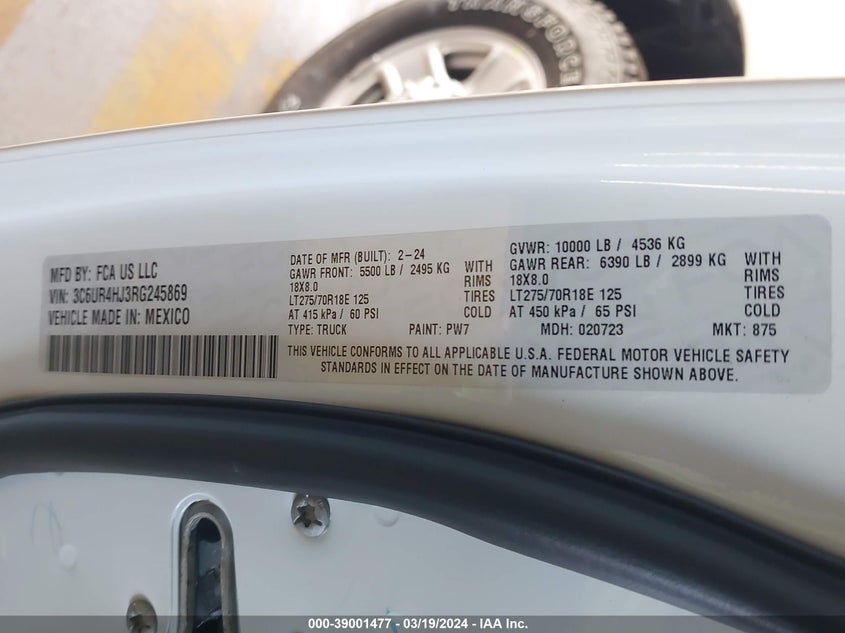 TRANSFORCE
MFD BY: FCA US LLC
VIN: 3C6UR4HJ3RG245869
VEHICLE MADE IN: MEXICO
DATE OF MFR (BUILT): 2-24
GAWR FRONT: 5500 LB / 2495 KG WITH
18X8.0 RIMS
LT275/70R18E 125 TIRES
AT 415 kPa / 60 PSI COLD
TYPE: TRUCK PAINT: PW7
GVWR: 10000 LB / 4536 KG
GAWR REAR: 6390 LB / 2899 KG WITH
18X8.0 RIMS
LT275/70R18E 125 TIRES
AT 450 kPa / 65 PSI COLD
MDH: 020723 MKT: 875
THIS VEHICLE CONFORMS TO ALL APPLICABLE U.S.A. FEDERAL MOTOR VEHICLE SAFETY
STANDARDS IN EFFECT ON THE DATE OF MANUFACTURE SHOWN ABOVE.
000-39001477 - 03/19/2024 - IAA Inc.